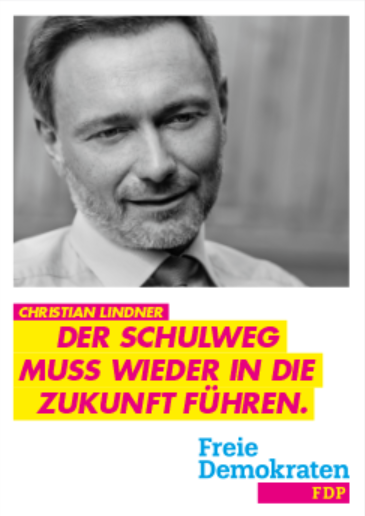 CHRISTIAN LINDNER
DER SCHULWEG
MUSS WIEDER IN DIE
ZUKUNFT FÜHREN.
Freie
Demokraten
FDP